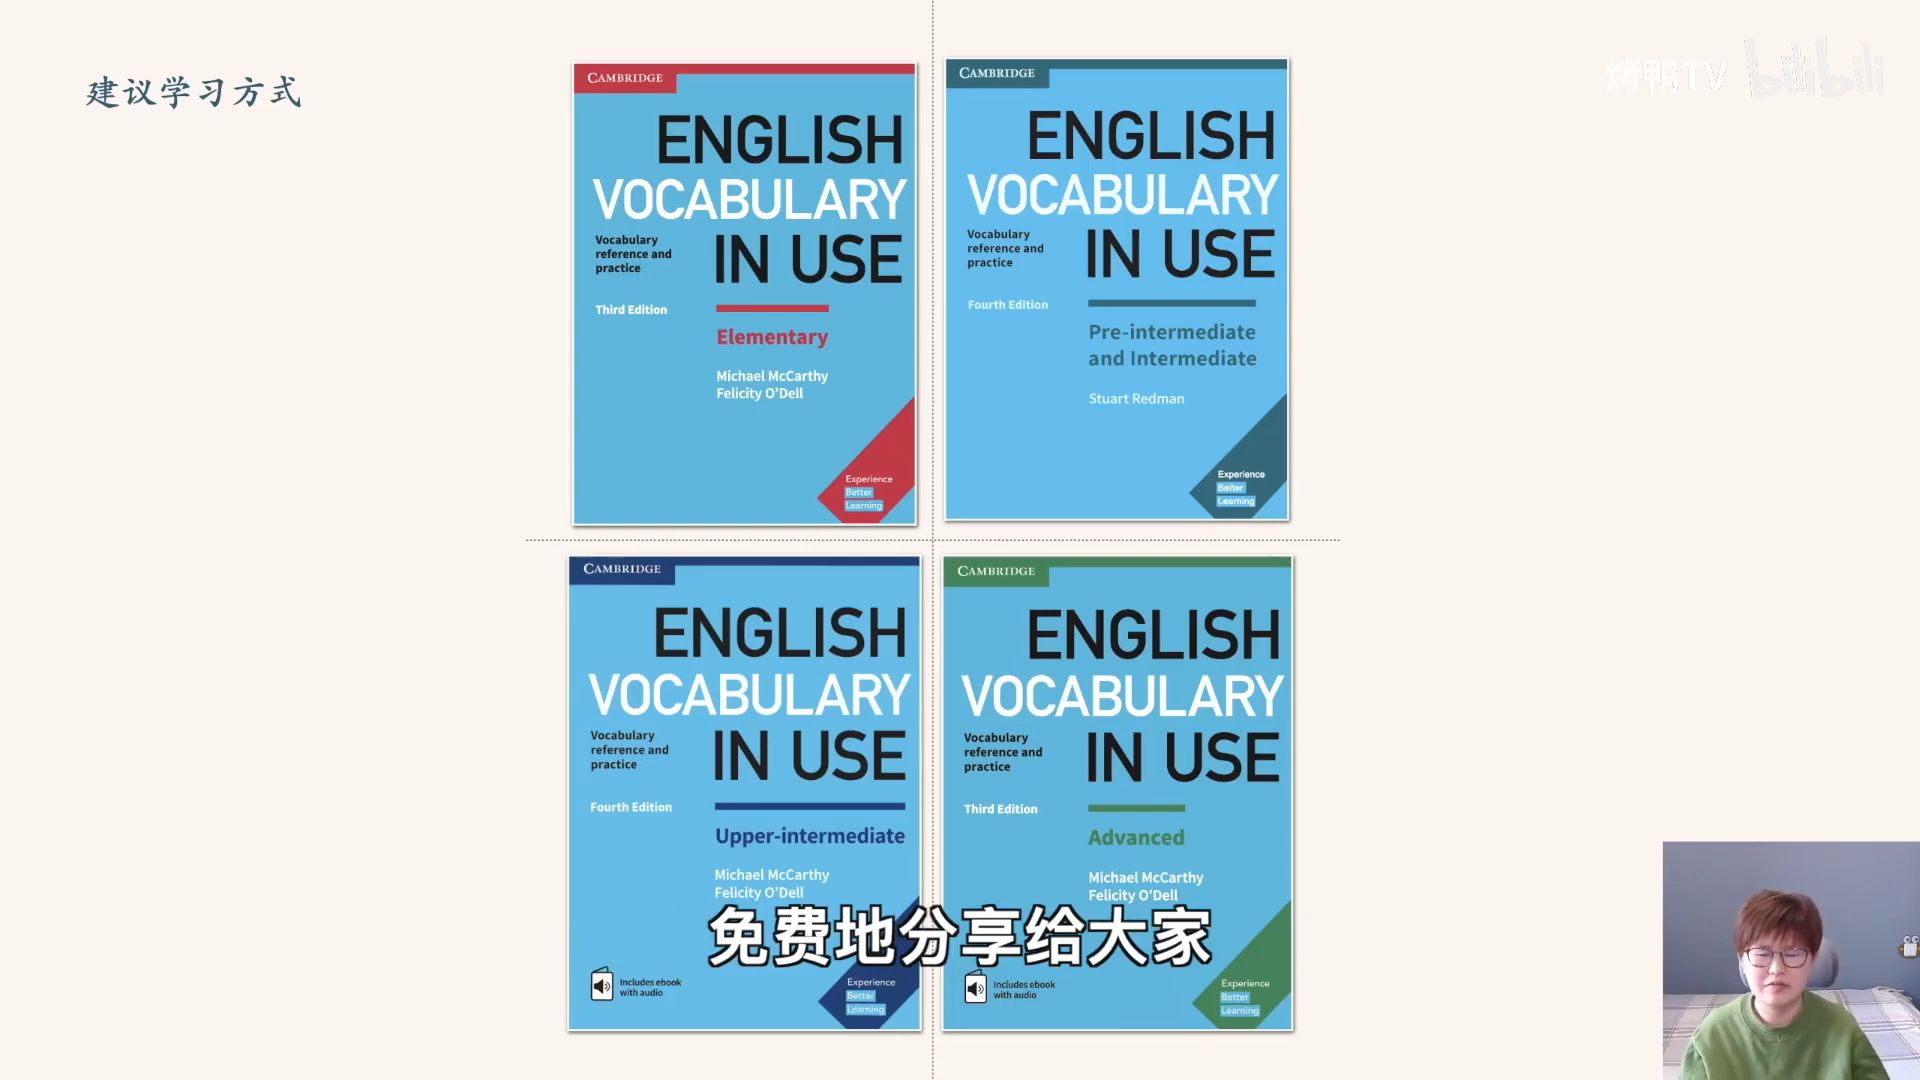 建议学习方式
烤鸭TV bilibili
CAMBRIDGE
ENGLISH
VOCABULARY
IN USE
Vocabulary
reference and
practice
Third Edition
Elementary
Michael McCarthy
Felicity O'Dell
Experience
Better
Learning
CAMBRIDGE
ENGLISH
VOCABULARY
IN USE
Vocabulary
reference and
practice
Fourth Edition
Pre-intermediate
and Intermediate
Stuart Redman
Experience
Better
Learning
CAMBRIDGE
ENGLISH
VOCABULARY
IN USE
Vocabulary
reference and
practice
Fourth Edition
Upper-intermediate
Michael McCarthy
Felicity O'Dell
Includes ebook
with audio
Experience
Better
Learning
CAMBRIDGE
ENGLISH
VOCABULARY
IN USE
Vocabulary
reference and
practice
Third Edition
Advanced
Michael McCarthy
Felicity O'Dell
Includes ebook
with audio
Experience
Better
Learning
免费地分享给大家